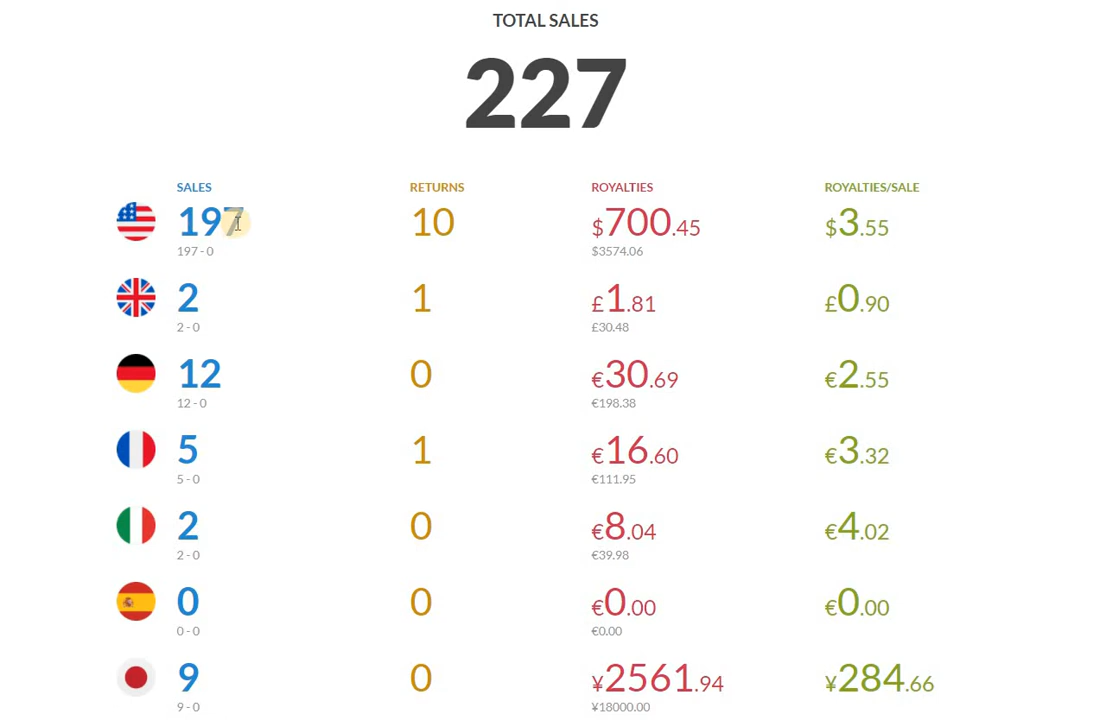 TOTAL SALES
227
SALES RETURNS ROYALTIES ROYALTIES/SALE
197 10 $700.45 $3.55
197 - 0 $3574.06
2 1 £1.81 £0.90
2 - 0 £30.48
12 0 €30.69 €2.55
12 - 0 €198.38
5 1 €16.60 €3.32
5 - 0 €111.95
2 0 €8.04 €4.02
2 - 0 €39.98
0 0 €0.00 €0.00
0 - 0 €0.00
9 0 ¥2561.94 ¥284.66
9 - 0 ¥18000.00